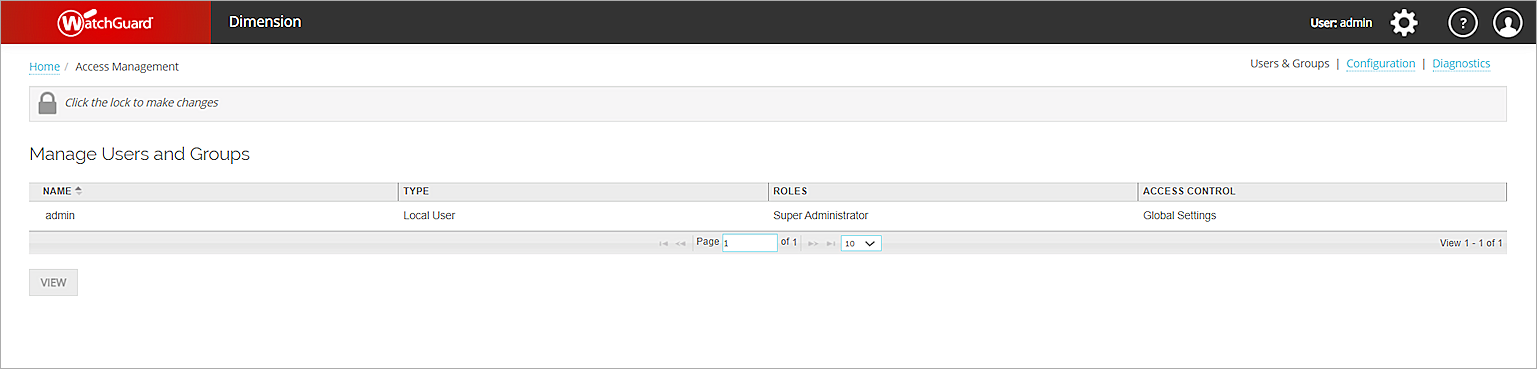 WatchGuard Dimension User: admin ?
Home / Access Management Users & Groups | Configuration | Diagnostics
Click the lock to make changes
Manage Users and Groups
NAME TYPE ROLES ACCESS CONTROL
admin Local User Super Administrator Global Settings
Page 1 of 1 10 View 1 - 1 of 1
VIEW